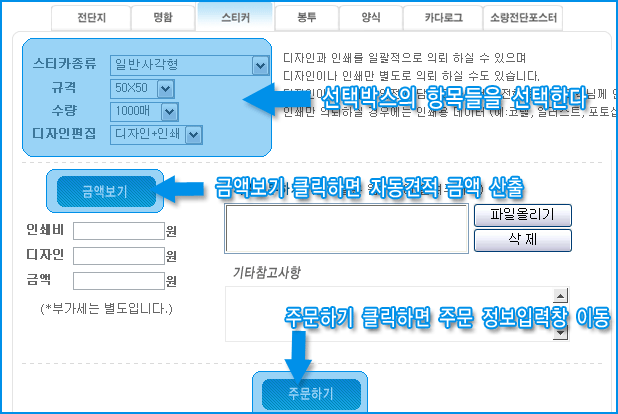 전단지 명함 스티커 봉투 양식 카다로그 소량전단포스터
스티카종류 일반사각형
규격 50X50
수량 1000매
디자인편집 디자인+인쇄
디자인과 인쇄를 일괄적으로 의뢰 하실 수 있으며
디자인이나 인쇄만 별도로 의뢰 하실 수도 있습니다.
선택박스의 항목들을 선택한다
인쇄만 의뢰하실 경우에는 인쇄용 데이터 (예:코렐, 일러스트, 포토샵
금액보기
금액보기 클릭하면 자동견적 금액 산출
인쇄비 원
디자인 원
금액 원
(*부가세는 별도입니다.)
파일올리기
삭 제
기타참고사항
주문하기 클릭하면 주문 정보입력창 이동
주문하기